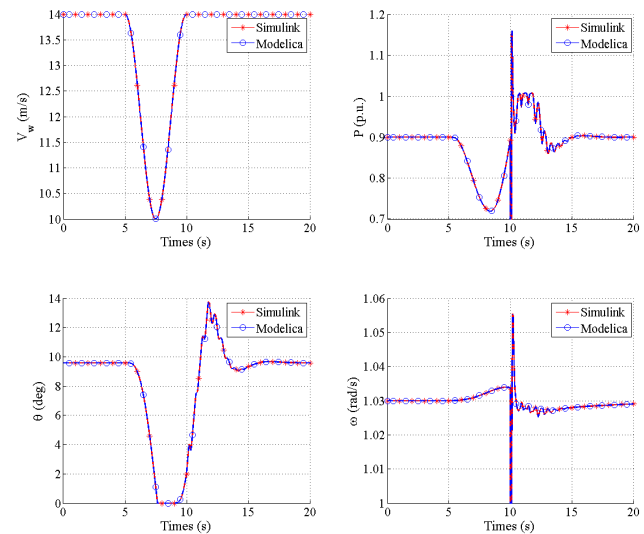 14
13.5
13
12.5
12
11.5
11
10.5
10
V_w (m/s)
0 5 10 15 20
Times (s)
Simulink
Modelica
1.2
1.1
1
0.9
0.8
0.7
P (p.u.)
0 5 10 15 20
Times (s)
Simulink
Modelica
14
12
10
8
6
4
2
0
θ (deg)
0 5 10 15 20
Times (s)
Simulink
Modelica
1.06
1.05
1.04
1.03
1.02
1.01
1
ω (rad/s)
0 5 10 15 20
Times (s)
Simulink
Modelica